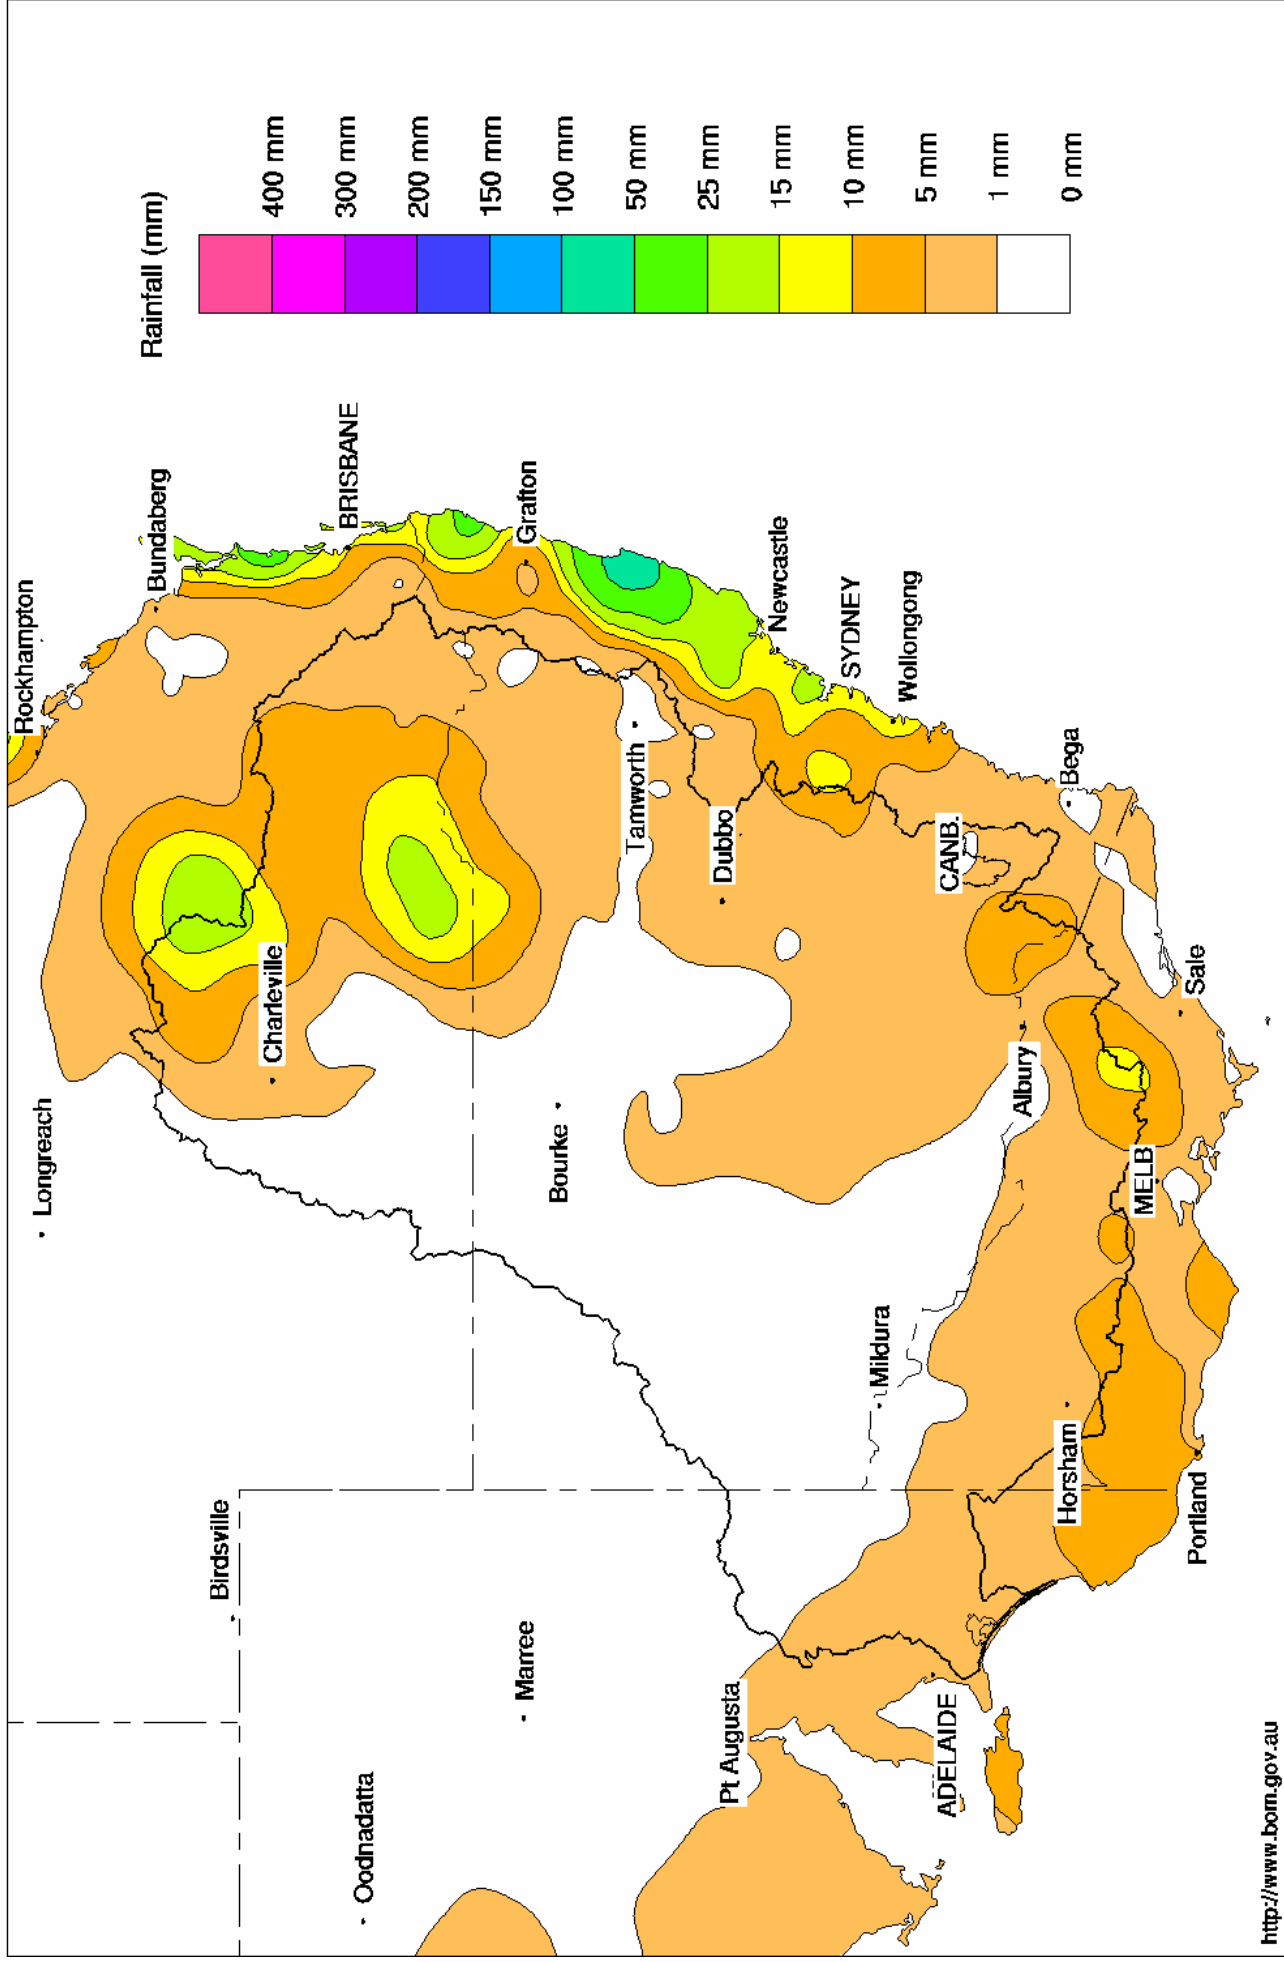 Rainfall (mm)
400 mm
300 mm
200 mm
150 mm
100 mm
50 mm
25 mm
15 mm
10 mm
5 mm
1 mm
0 mm
Rockhampton
Longreach
Bundaberg
Birdsville
Charleville
BRISBANE
Oodnadatta
Marree
Bourke
Grafton
Tamworth
Pt Augusta
Dubbo
Newcastle
SYDNEY
Mildura
Wollongong
ADELAIDE
CANB.
Albury
Horsham
Bega
MELB
Portland
Sale
http://www.bom.gov.au